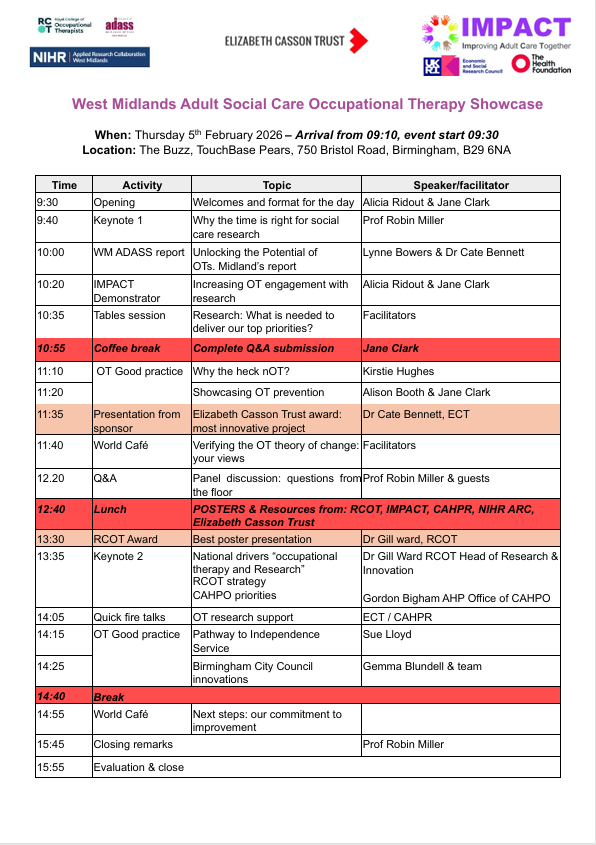 RC OT Royal College of Occupational Therapists
adass
NIHR | Applied Research Collaboration West Midlands
ELIZABETH CASSON TRUST
IMPACT
Improving Adult Care Together
UKRI Economic and Social Research Council
The Health Foundation
West Midlands Adult Social Care Occupational Therapy Showcase
When: Thursday 5th February 2026 – Arrival from 09:10, event start 09:30
Location: The Buzz, TouchBase Pears, 750 Bristol Road, Birmingham, B29 6NA
Time Activity Topic Speaker/facilitator
9:30 Opening Welcomes and format for the day Alicia Ridout & Jane Clark
9:40 Keynote 1 Why the time is right for social Prof Robin Miller
care research
10:00 WM ADASS report Unlocking the Potential of Lynne Bowers & Dr Cate Bennett
OTs. Midland's report
10:20 IMPACT Increasing OT engagement with Alicia Ridout & Jane Clark
Demonstrator research
10:35 Tables session Research: What is needed to Facilitators
deliver our top priorities?
10:55 Coffee break Complete Q&A submission Jane Clark
11:10 OT Good practice Why the heck nOT? Kirstie Hughes
11:20 Showcasing OT prevention Alison Booth & Jane Clark
11:35 Presentation from Elizabeth Casson Trust award: Dr Cate Bennett, ECT
sponsor most innovative project
11:40 World Café Verifying the OT theory of change: Facilitators
your views
12.20 Q&A Panel discussion: questions from Prof Robin Miller & guests
the floor
12:40 Lunch POSTERS & Resources from: RCOT, IMPACT, CAHPR, NIHR ARC,
Elizabeth Casson Trust
13:30 RCOT Award Best poster presentation Dr Gill ward, RCOT
13:35 Keynote 2 National drivers "occupational Dr Gill Ward RCOT Head of Research &
therapy and Research" Innovation
RCOT strategy
CAHPO priorities Gordon Bigham AHP Office of CAHPO
14:05 Quick fire talks OT research support ECT / CAHPR
14:15 OT Good practice Pathway to Independence Sue Lloyd
Service
14:25 Birmingham City Council Gemma Blundell & team
innovations
14:40 Break
14:55 World Café Next steps: our commitment to
improvement
15:45 Closing remarks Prof Robin Miller
15:55 Evaluation & close